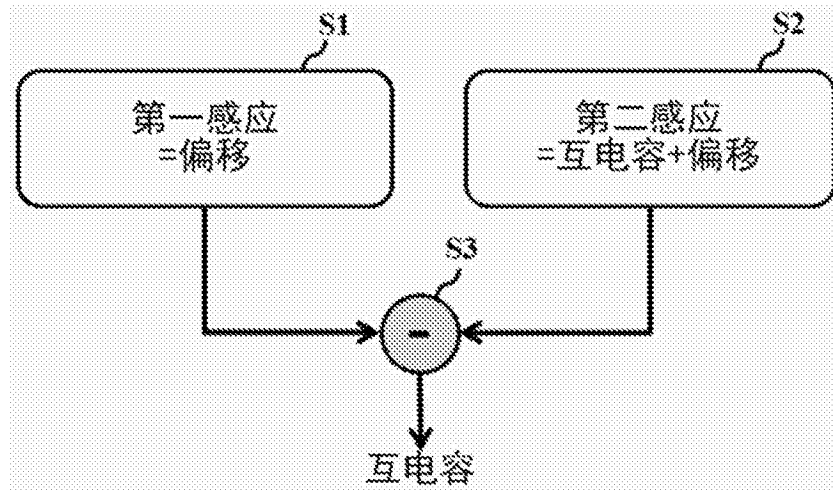 S1
S2
第一感应
=偏移
第二感应
=互电容+偏移
S3
-
互电容